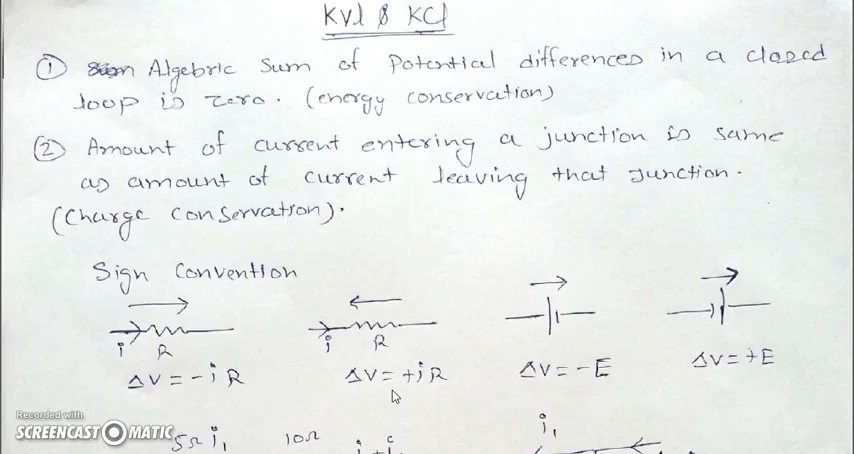 KVL & KCL
① Algebric sum of Potential differences in a closed
loop is zero. (energy conservation)
② Amount of current entering a junction is same
as amount of current leaving that Junction.
(Charge conservation).
Sign Convention
i R
i R
ΔV = -iR
ΔV = +iR
ΔV = -E
ΔV = +E
Recorded with
SCREENCAST O MATIC
5Ω i₁ 10Ω
i₁